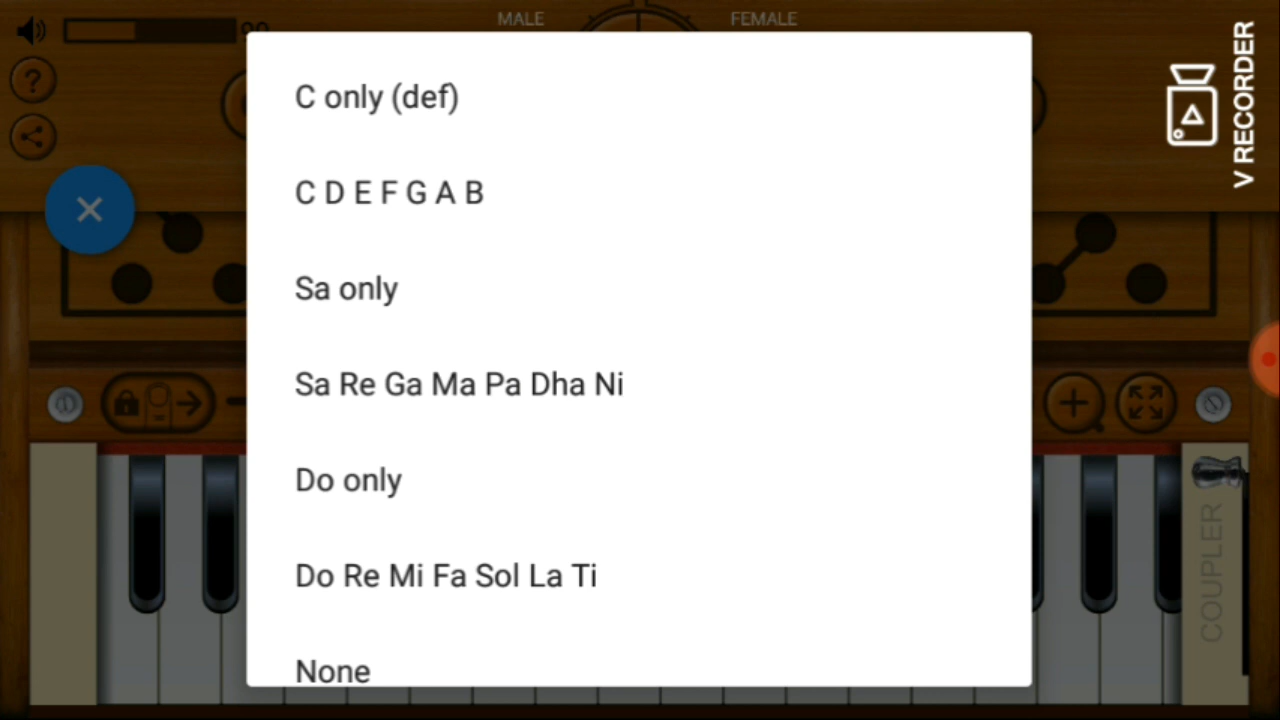 MALE
FEMALE
V RECORDER
C only (def)
C D E F G A B
Sa only
Sa Re Ga Ma Pa Dha Ni
Do only
Do Re Mi Fa Sol La Ti
None
COUPLER